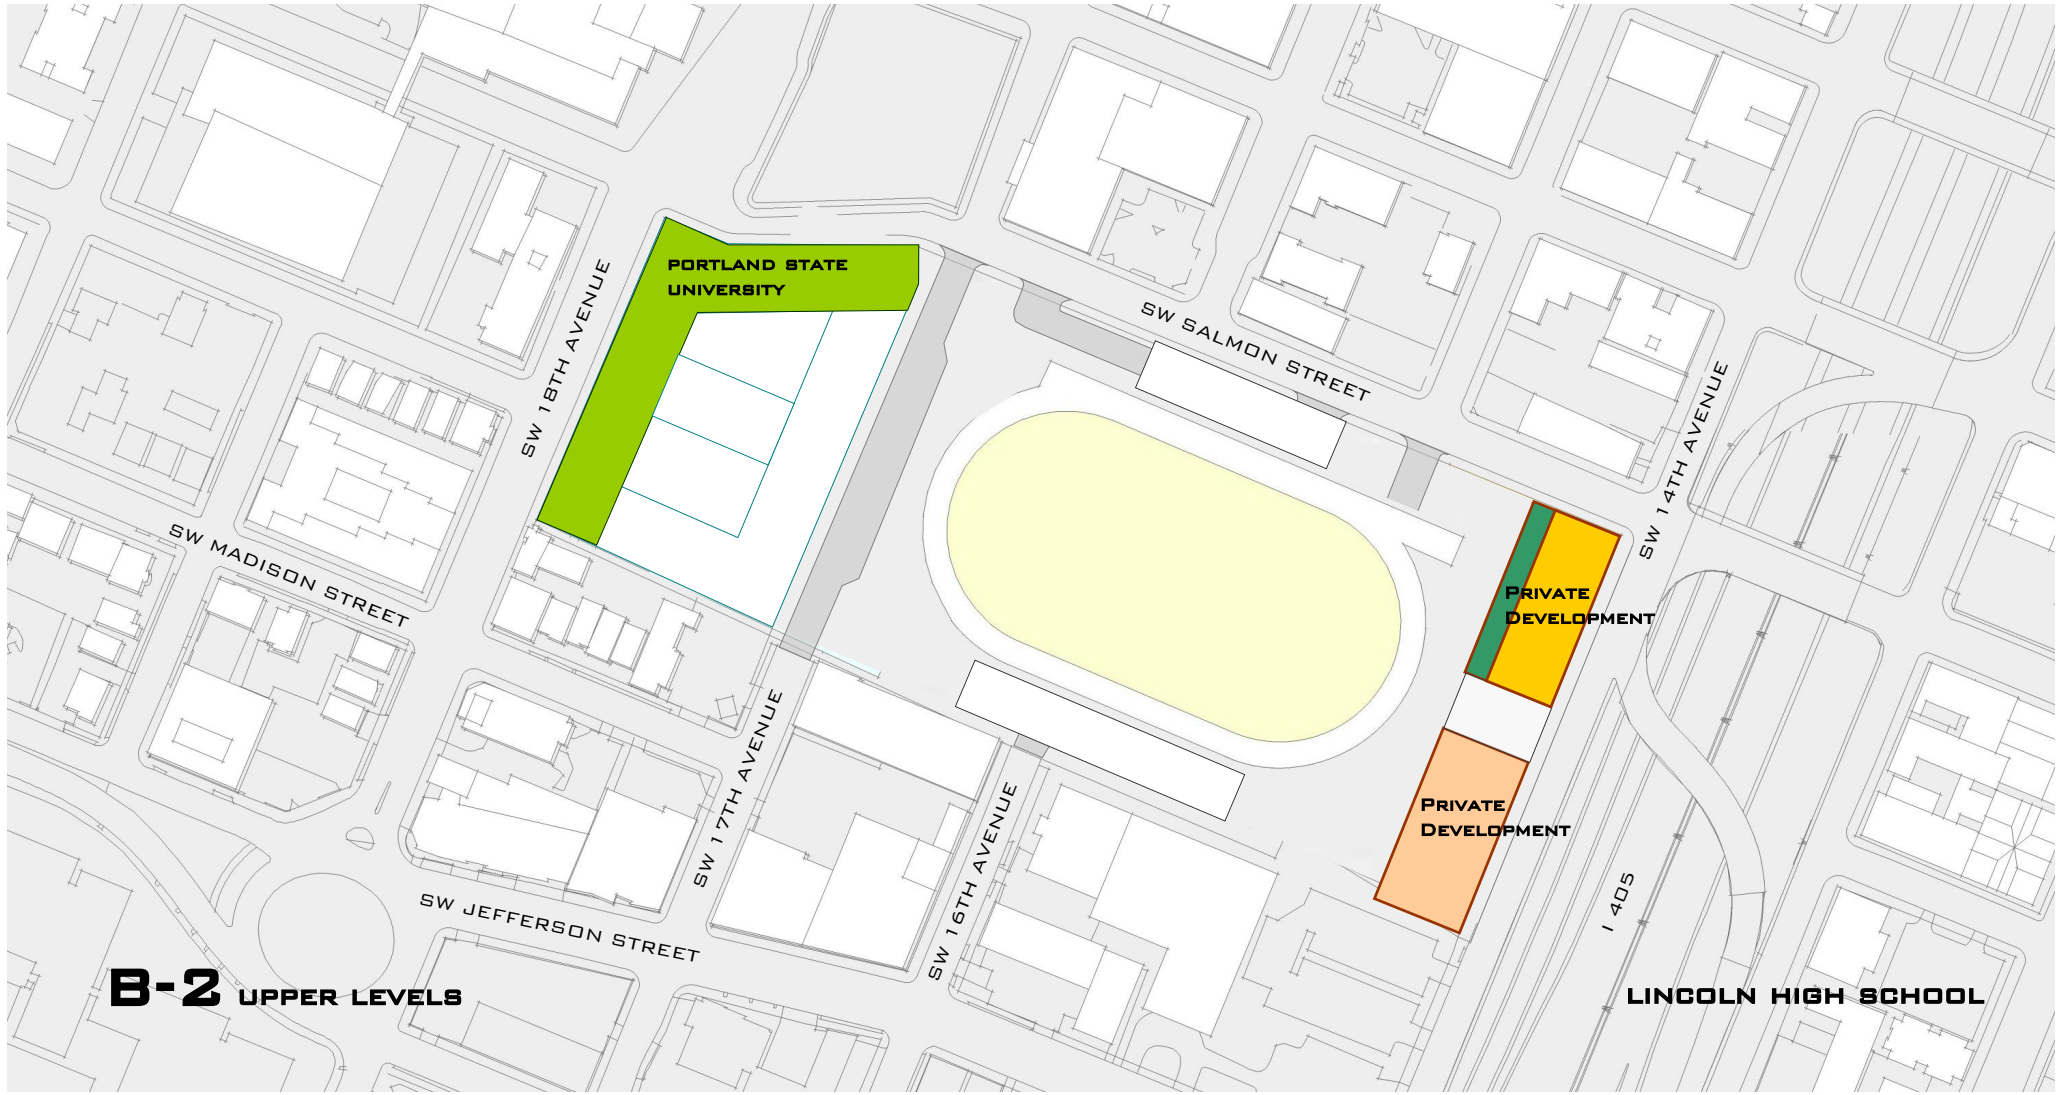 PORTLAND STATE
UNIVERSITY
SW 18TH AVENUE
SW SALMON STREET
SW 14TH AVENUE
SW MADISON STREET
PRIVATE
DEVELOPMENT
PRIVATE
DEVELOPMENT
SW 17TH AVENUE
SW 16TH AVENUE
I 405
SW JEFFERSON STREET
B-2 UPPER LEVELS
LINCOLN HIGH SCHOOL